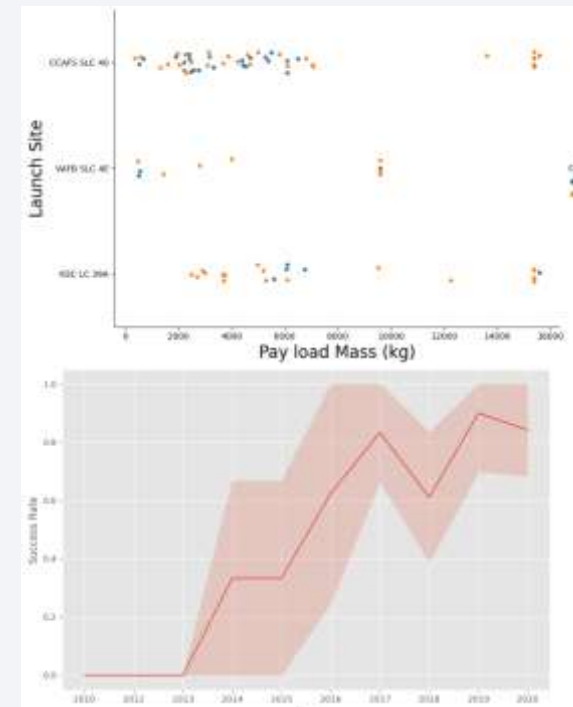 CCAFS SLC 40
VAFB SLC 4E
KSC LC 39A
Launch Site
0 2000 4000 6000 8000 10000 12000 14000 16000
Pay load Mass (kg)
1.0
0.8
0.6
0.4
0.2
0.0
Success Rate
2010 2012 2013 2014 2015 2016 2017 2018 2019 2020